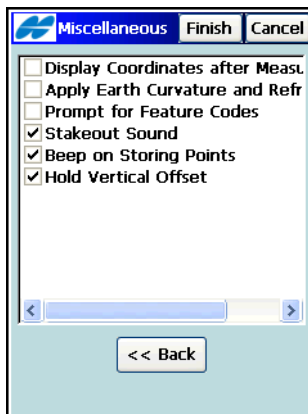 Miscellaneous Finish Cancel
Display Coordinates after Measu
Apply Earth Curvature and Refr
Prompt for Feature Codes
Stakeout Sound
Beep on Storing Points
Hold Vertical Offset
<< Back